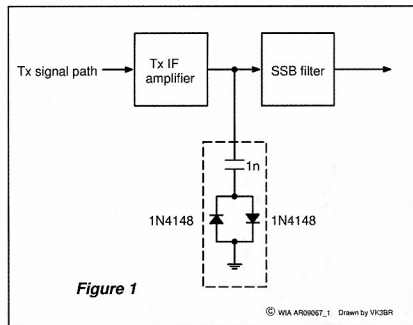 Tx signal path
Tx IF
amplifier
SSB filter
1n
1N4148
1N4148
Figure 1
© WIA AR09067_1 Drawn by VK3BR